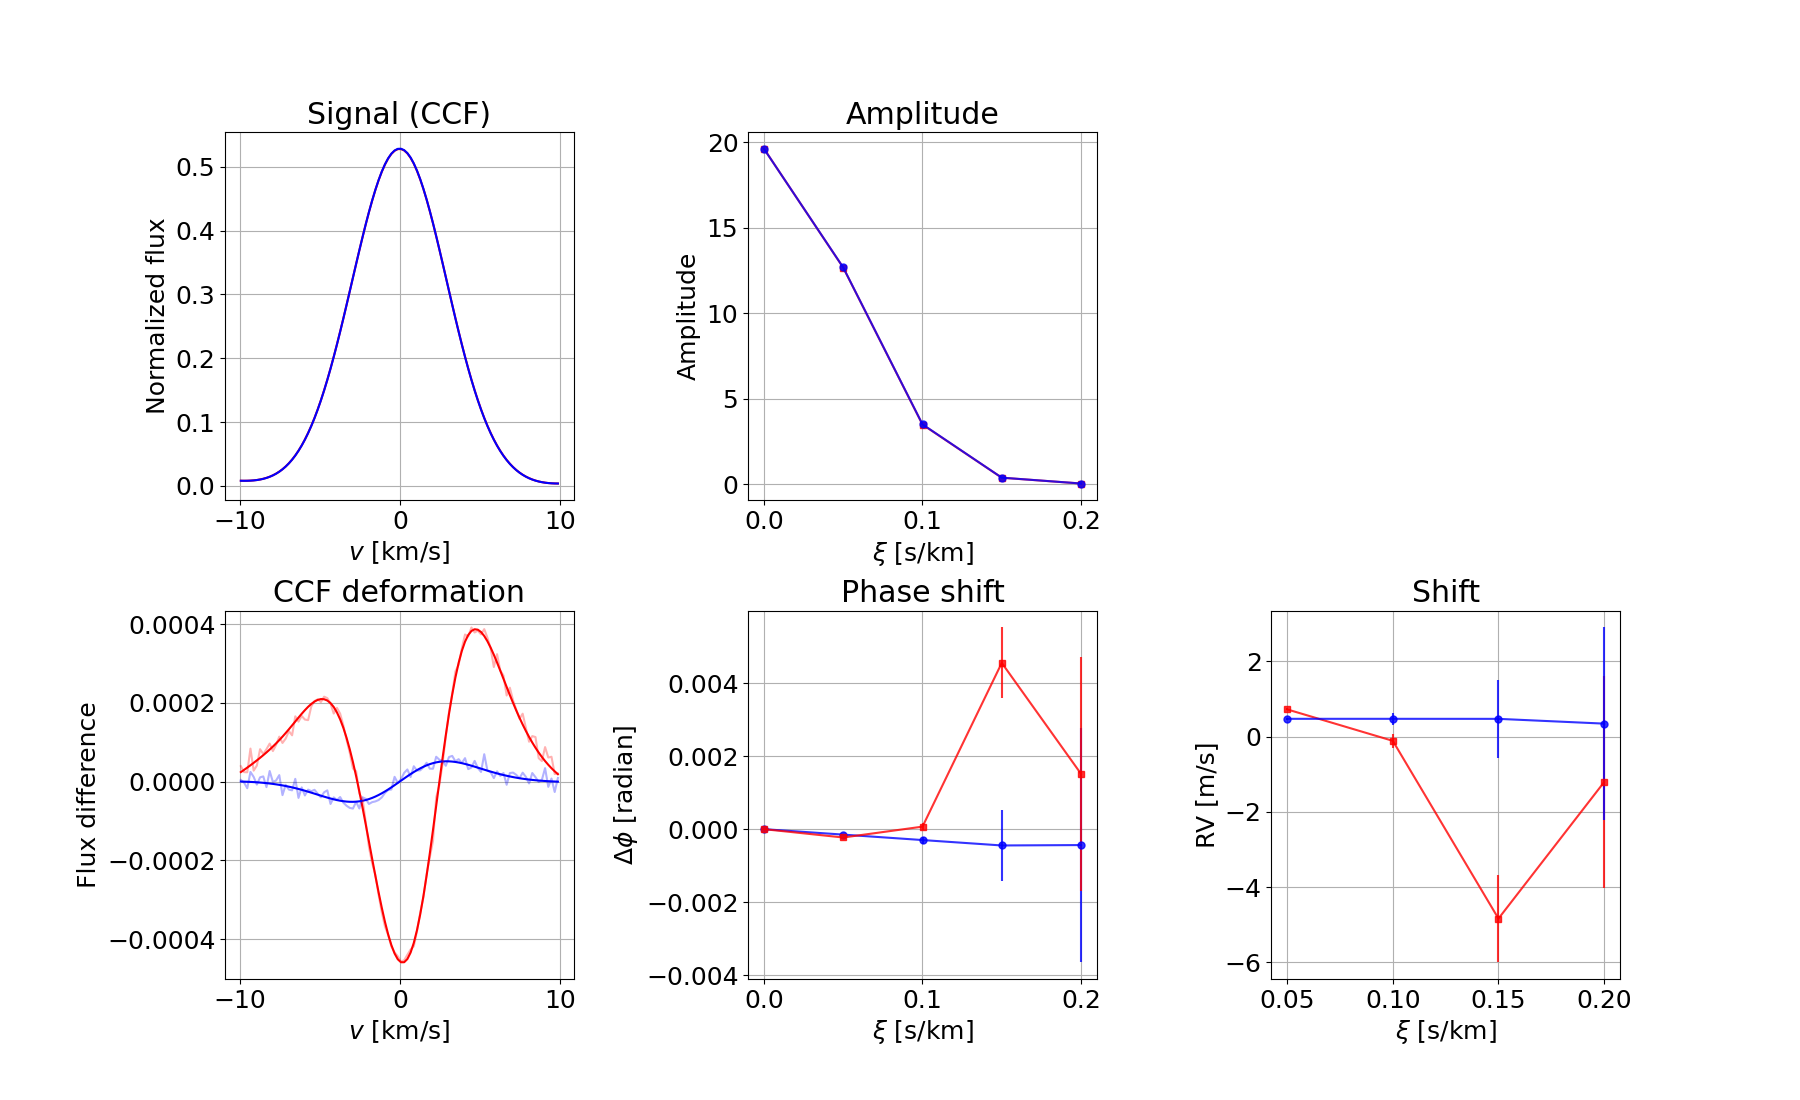 Signal (CCF)
Normalized flux
0.5
0.4
0.3
0.2
0.1
0.0
−10 0 10
v [km/s]
Amplitude
Amplitude
20
15
10
5
0
0.0 0.1 0.2
ξ [s/km]
CCF deformation
Flux difference
0.0004
0.0002
0.0000
−0.0002
−0.0004
−10 0 10
v [km/s]
Phase shift
Δϕ [radian]
0.004
0.002
0.000
−0.002
−0.004
0.0 0.1 0.2
ξ [s/km]
Shift
RV [m/s]
2
0
−2
−4
−6
0.05 0.10 0.15 0.20
ξ [s/km]